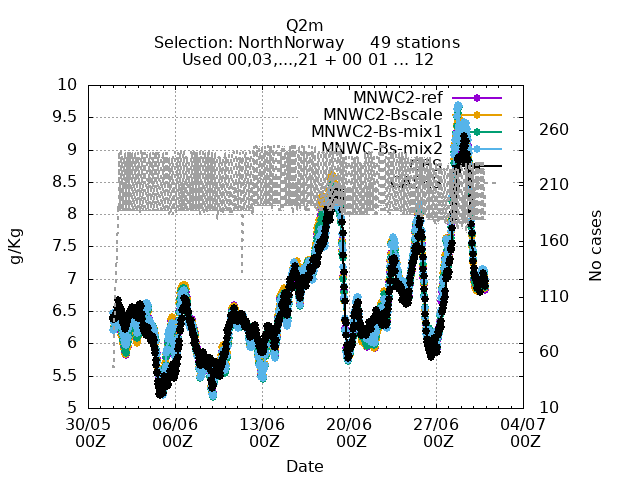 Q2m
Selection: NorthNorway 49 stations
Used 00,03,...,21 + 00 01 ... 12
MNWC2-ref
MNWC2-Bscale
MNWC2-Bs-mix1
MNWC-Bs-mix2
10
9.5
9
8.5
8
7.5
7
6.5
6
5.5
5
260
210
160
110
60
10
g/Kg
No cases
30/05 06/06 13/06 20/06 27/06 04/07
00Z 00Z 00Z 00Z 00Z 00Z
Date